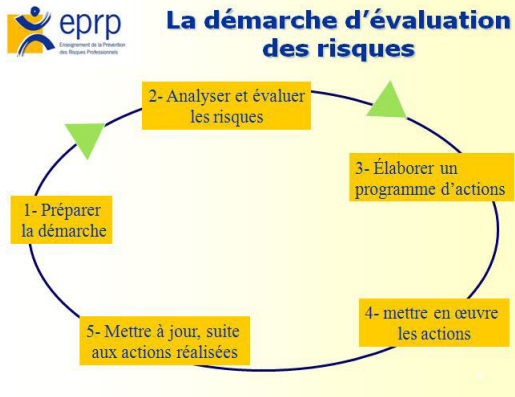 eprp
Enseignement de la Prévention
des Risques Professionnels
La démarche d’évaluation
des risques
2- Analyser et évaluer
les risques
3- Élaborer un
programme d’actions
1- Préparer
la démarche
4- mettre en œuvre
les actions
5- Mettre à jour, suite
aux actions réalisées